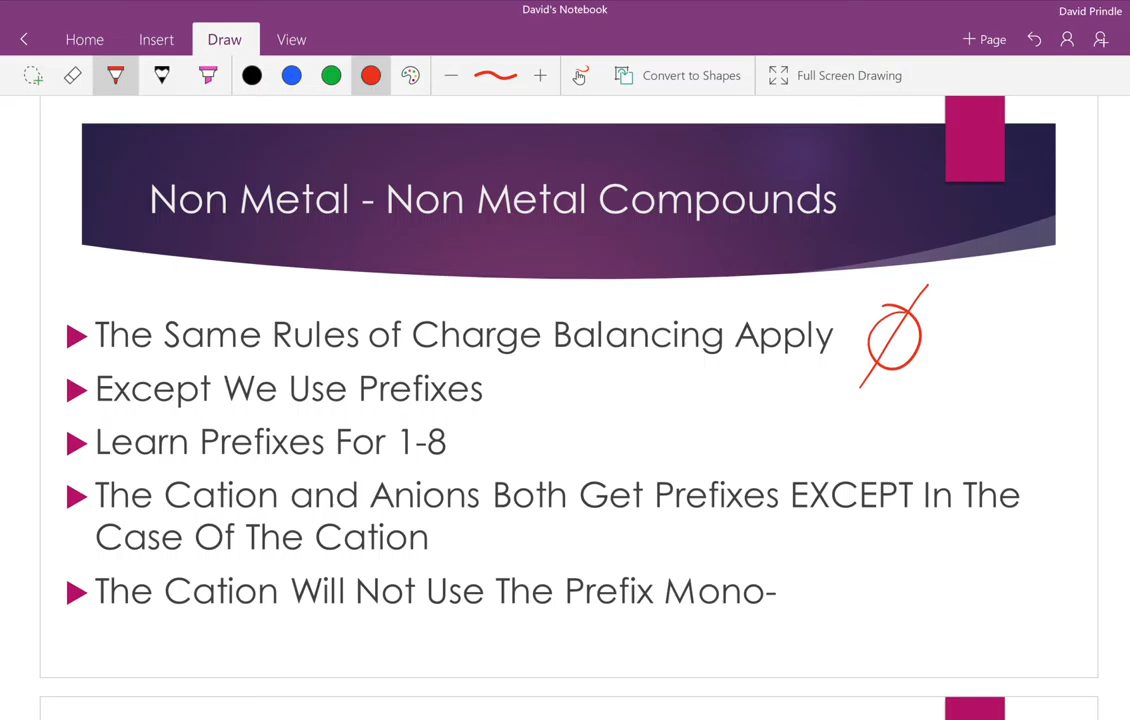 David's Notebook
David Prindle
Home Insert Draw View
Page
Convert to Shapes Full Screen Drawing
Non Metal - Non Metal Compounds
The Same Rules of Charge Balancing Apply Ø
Except We Use Prefixes
Learn Prefixes For 1-8
The Cation and Anions Both Get Prefixes EXCEPT In The
Case Of The Cation
The Cation Will Not Use The Prefix Mono-